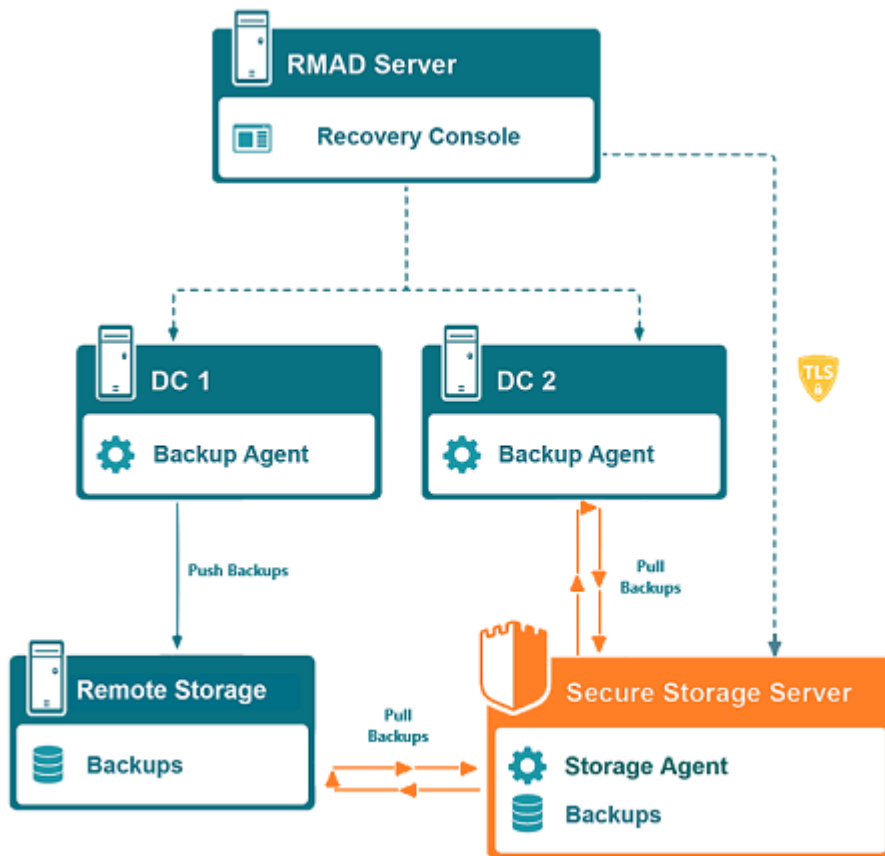 RMAD Server
Recovery Console
DC 1
DC 2
TLS
Backup Agent
Backup Agent
Push Backups
Pull
Backups
Remote Storage
Secure Storage Server
Pull
Backups
Backups
Storage Agent
Backups